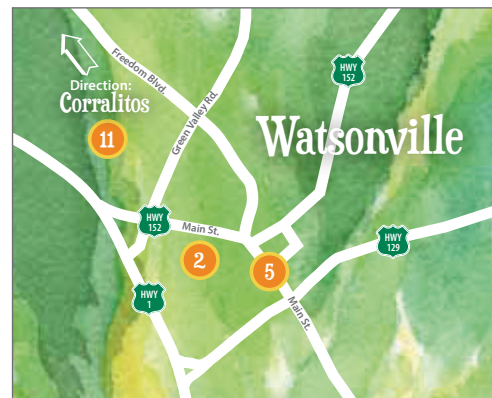 Direction:
Corralitos
11
Freedom Blvd.
Green Valley Rd.
HWY
152
Watsonville
HWY
152
Main St.
2
5
HWY
129
HWY
1
Main St.